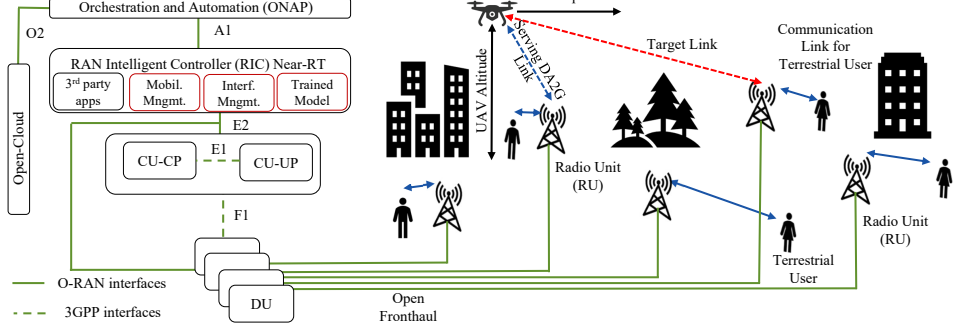 Orchestration and Automation (ONAP)
O2
A1
RAN Intelligent Controller (RIC) Near-RT
3rd party
apps
Mobil.
Mngmt.
Interf.
Mngmt.
Trained
Model
E2
Open-Cloud
CU-CP
E1
CU-UP
F1
DU
O-RAN interfaces
3GPP interfaces
Open
Fronthaul
UAV Altitude
Serving DA2G
Link
Target Link
Communication
Link for
Terrestrial User
Radio Unit
(RU)
Terrestrial
User
Radio Unit
(RU)